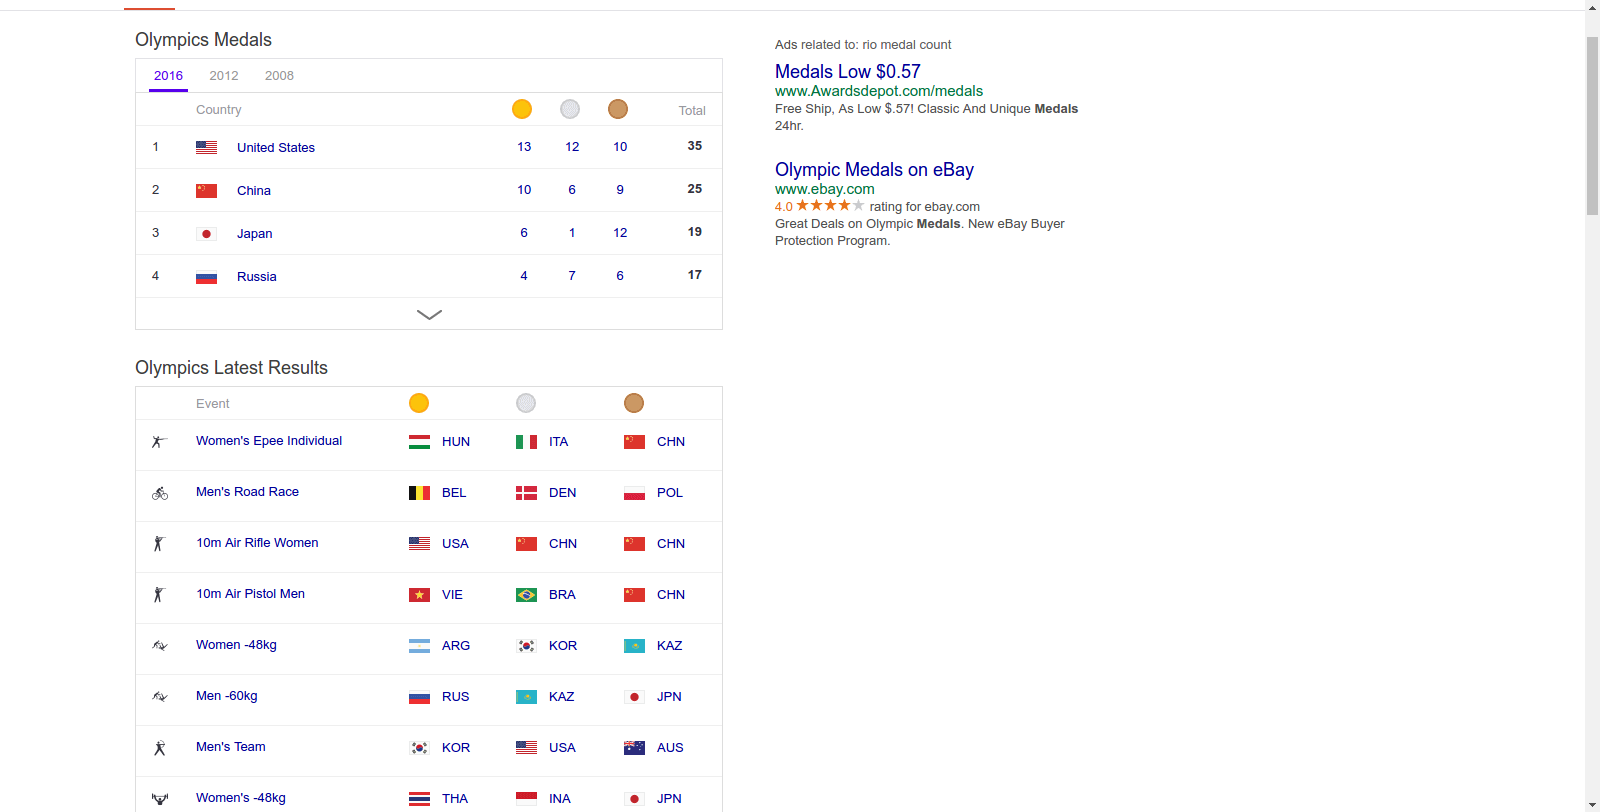 Olympics Medals
2016 2012 2008
Country Total
1 United States 13 12 10 35
2 China 10 6 9 25
3 Japan 6 1 12 19
4 Russia 4 7 6 17
Olympics Latest Results
Event
Women's Epee Individual HUN ITA CHN
Men's Road Race BEL DEN POL
10m Air Rifle Women USA CHN CHN
10m Air Pistol Men VIE BRA CHN
Women -48kg ARG KOR KAZ
Men -60kg RUS KAZ JPN
Men's Team KOR USA AUS
Women's -48kg THA INA JPN
Ads related to: rio medal count
Medals Low $0.57
www.Awardsdepot.com/medals
Free Ship, As Low $.57! Classic And Unique Medals
24hr.
Olympic Medals on eBay
www.ebay.com
4.0 ★★★★★ rating for ebay.com
Great Deals on Olympic Medals. New eBay Buyer
Protection Program.